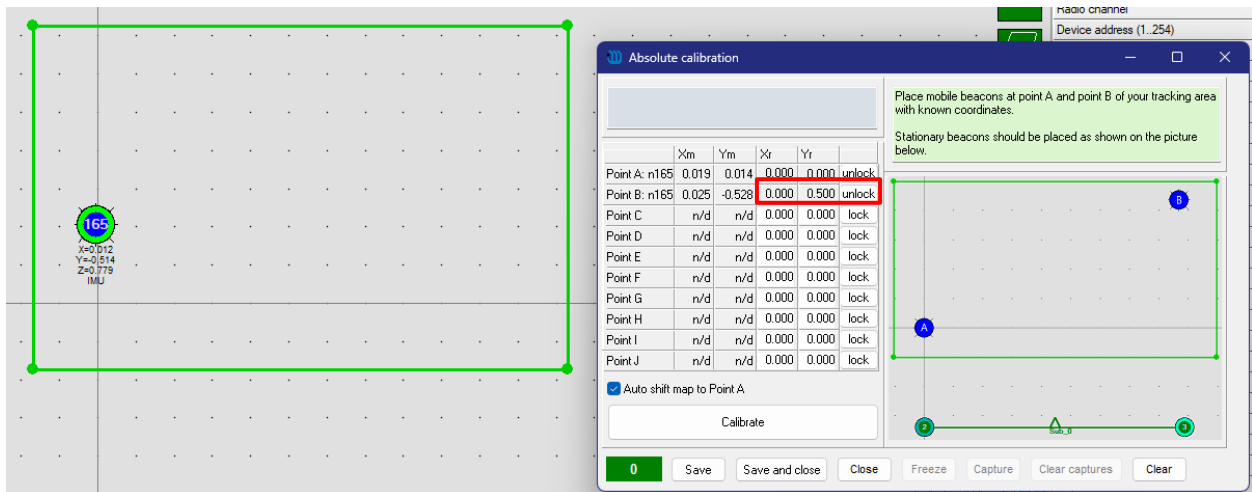 Radio channel
Device address (1..254)
Absolute calibration
Place mobile beacons at point A and point B of your tracking area
with known coordinates.
Stationary beacons should be placed as shown on the picture
below.
Xm Ym Xr Yr
Point A: n165 0.019 0.014 0.000 0.000 unlock
Point B: n165 0.025 -0.528 0.000 0.500 unlock
Point C n/d n/d 0.000 0.000 lock
Point D n/d n/d 0.000 0.000 lock
Point E n/d n/d 0.000 0.000 lock
Point F n/d n/d 0.000 0.000 lock
Point G n/d n/d 0.000 0.000 lock
Point H n/d n/d 0.000 0.000 lock
Point I n/d n/d 0.000 0.000 lock
Point J n/d n/d 0.000 0.000 lock
Auto shift map to Point A
Calibrate
0 Save Save and close Close Freeze Capture Clear captures Clear
165
X=0.012
Y=-0.514
Z=0.779
IMU
B
A
2 Sub_0 3